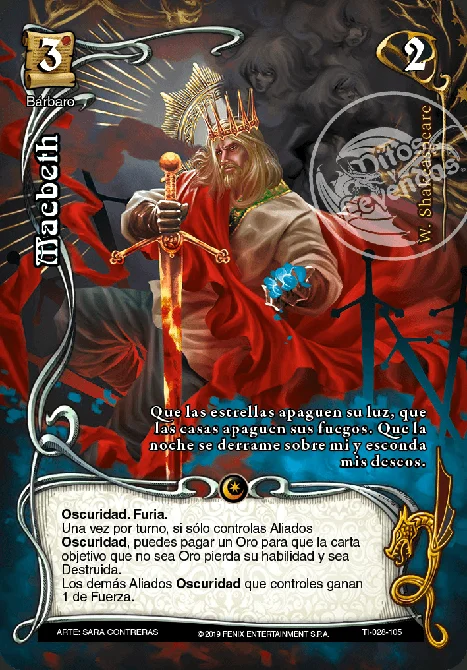 3
2
Bárbaro
Macbeth
W. Shakespeare
Mitos y Leyendas
Que las estrellas apaguen su luz, que
las casas apaguen sus fuegos. Que la
noche se derrame sobre mi y esconda
mis deseos.
Oscuridad. Furia.
Una vez por turno, si sólo controlas Aliados
Oscuridad, puedes pagar un Oro para que la carta
objetivo que no sea Oro pierda su habilidad y sea
Destruida.
Los demás Aliados Oscuridad que controles ganan
1 de Fuerza.
ARTE: SARA CONTRERAS
© 2019 FENIX ENTERTAINMENT S.P.A.
TI-028-105